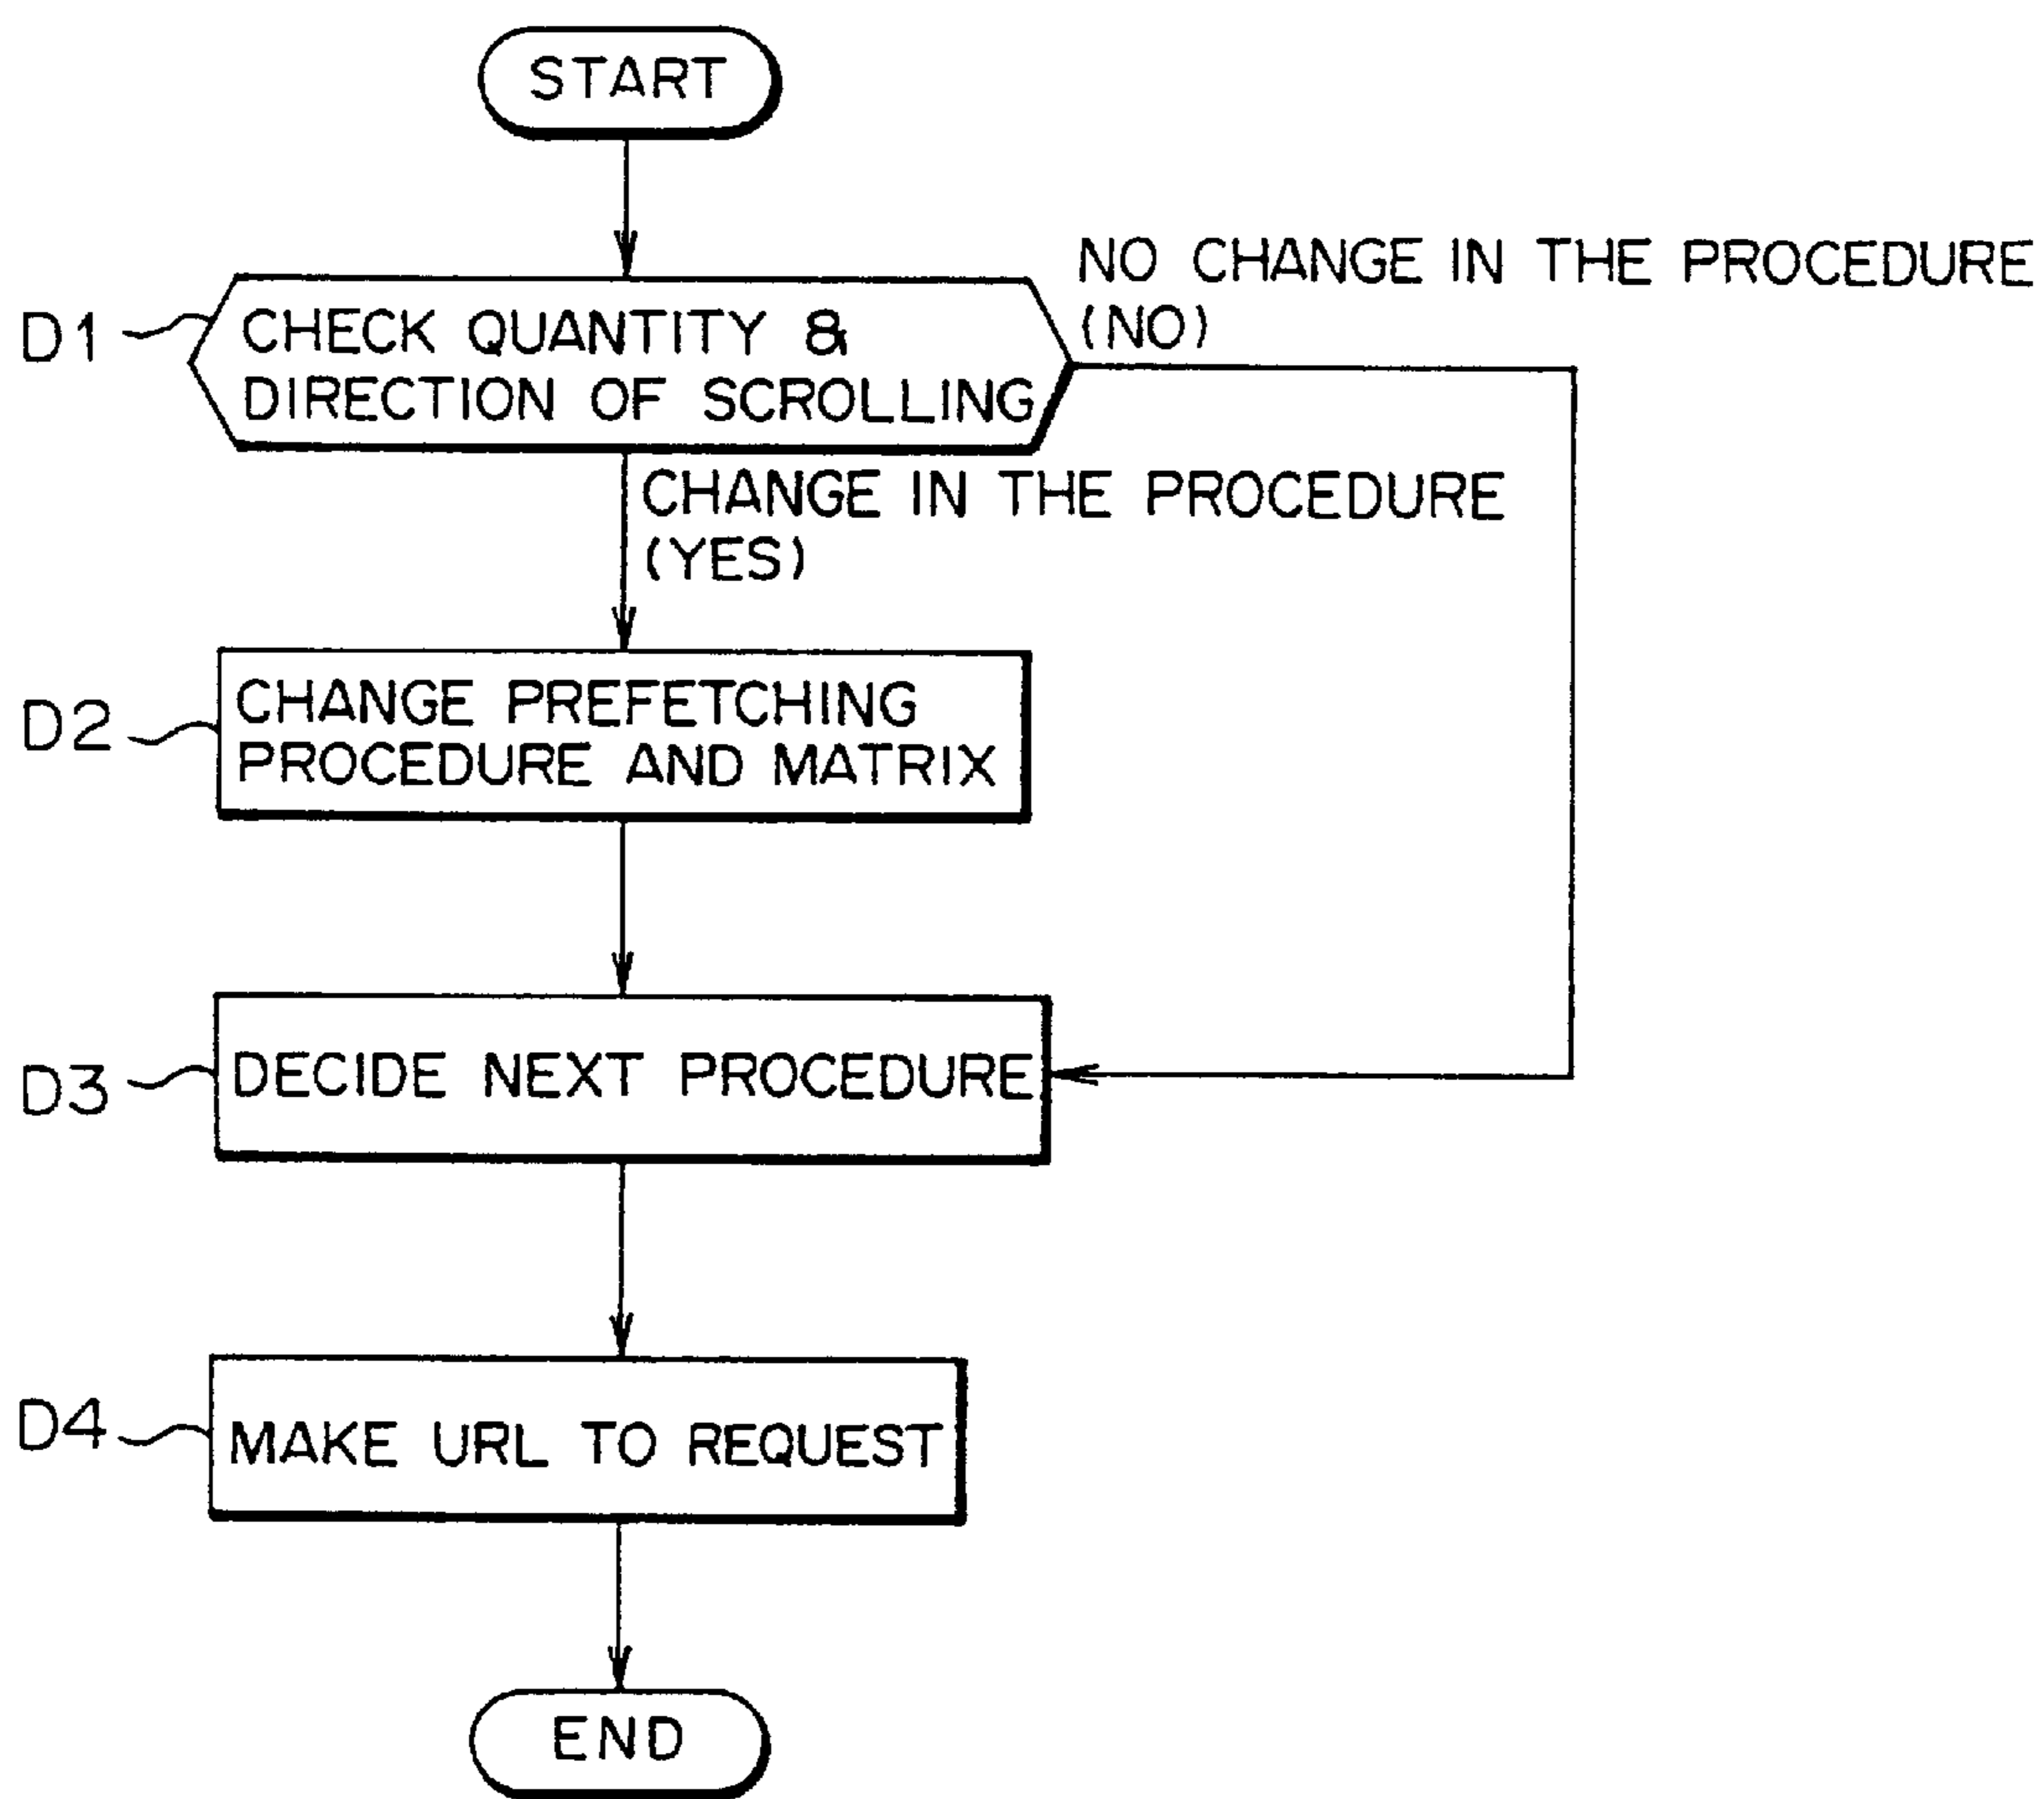 START
NO CHANGE IN THE PROCEDURE
(NO)
D1
CHECK QUANTITY &
DIRECTION OF SCROLLING
CHANGE IN THE PROCEDURE
(YES)
D2
CHANGE PREFETCHING
PROCEDURE AND MATRIX
D3
DECIDE NEXT PROCEDURE
D4
MAKE URL TO REQUEST
END